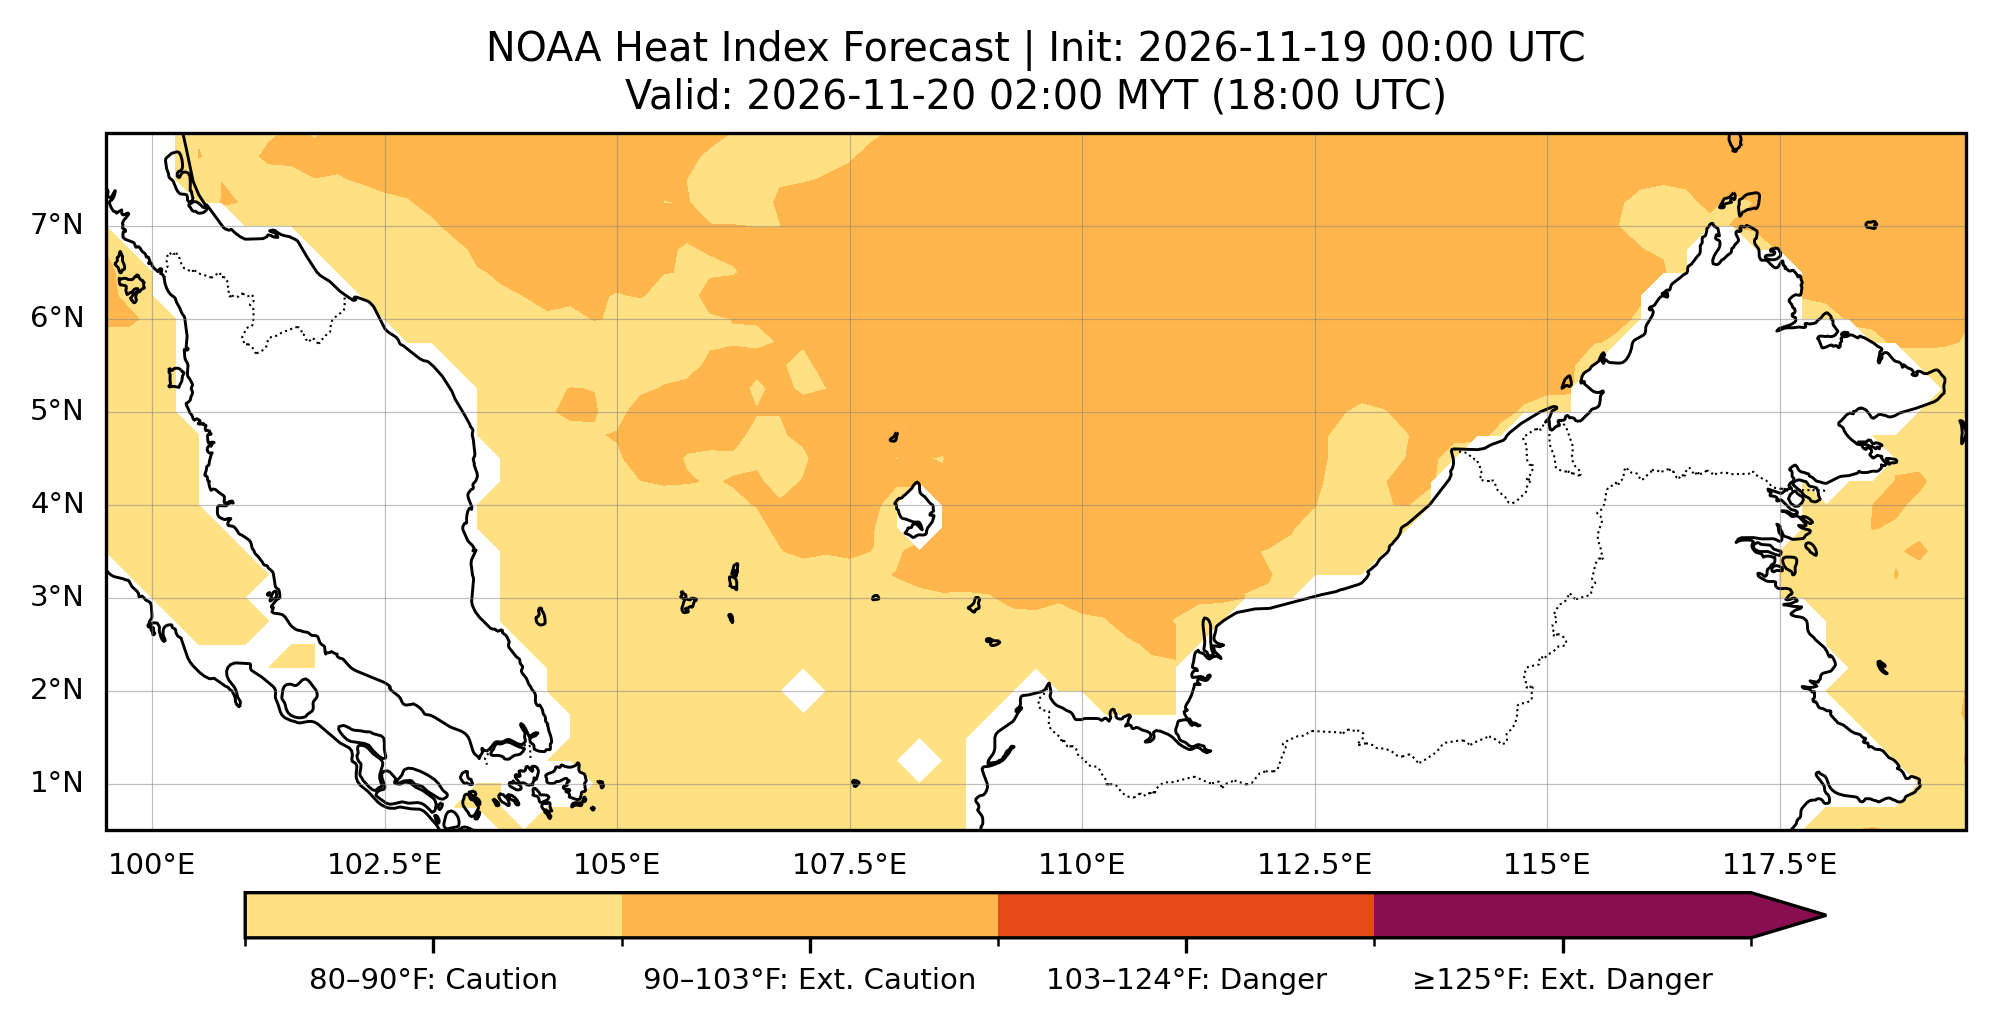 NOAA Heat Index Forecast | Init: 2026-11-19 00:00 UTC
Valid: 2026-11-20 02:00 MYT (18:00 UTC)
7°N
6°N
5°N
4°N
3°N
2°N
1°N
100°E 102.5°E 105°E 107.5°E 110°E 112.5°E 115°E 117.5°E
80–90°F: Caution 90–103°F: Ext. Caution 103–124°F: Danger ≥125°F: Ext. Danger